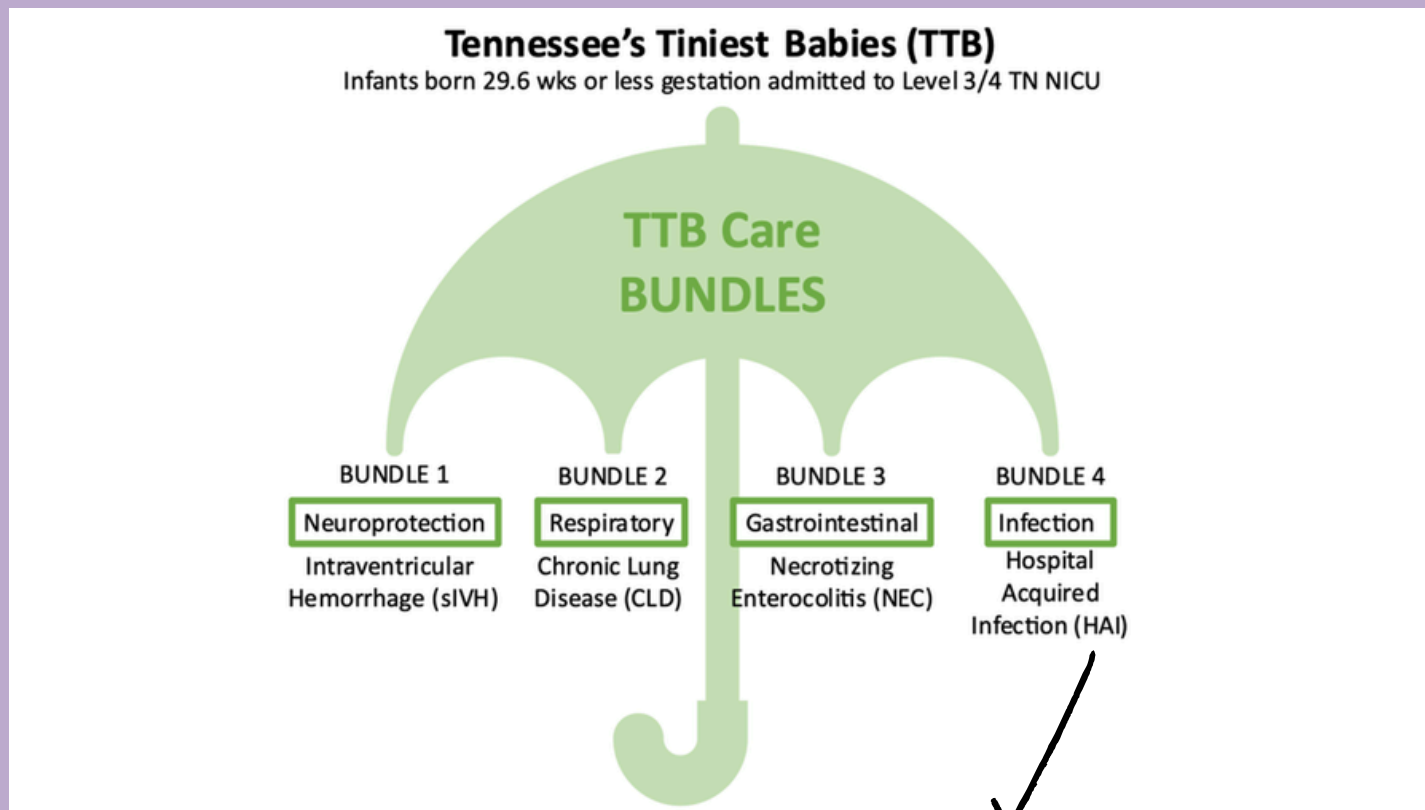 Tennessee's Tiniest Babies (TTB)
Infants born 29.6 wks or less gestation admitted to Level 3/4 TN NICU
TTB Care
BUNDLES
BUNDLE 1
Neuroprotection
Intraventricular
Hemorrhage (sIVH)
BUNDLE 2
Respiratory
Chronic Lung
Disease (CLD)
BUNDLE 3
Gastrointestinal
Necrotizing
Enterocolitis (NEC)
BUNDLE 4
Infection
Hospital
Acquired
Infection (HAI)